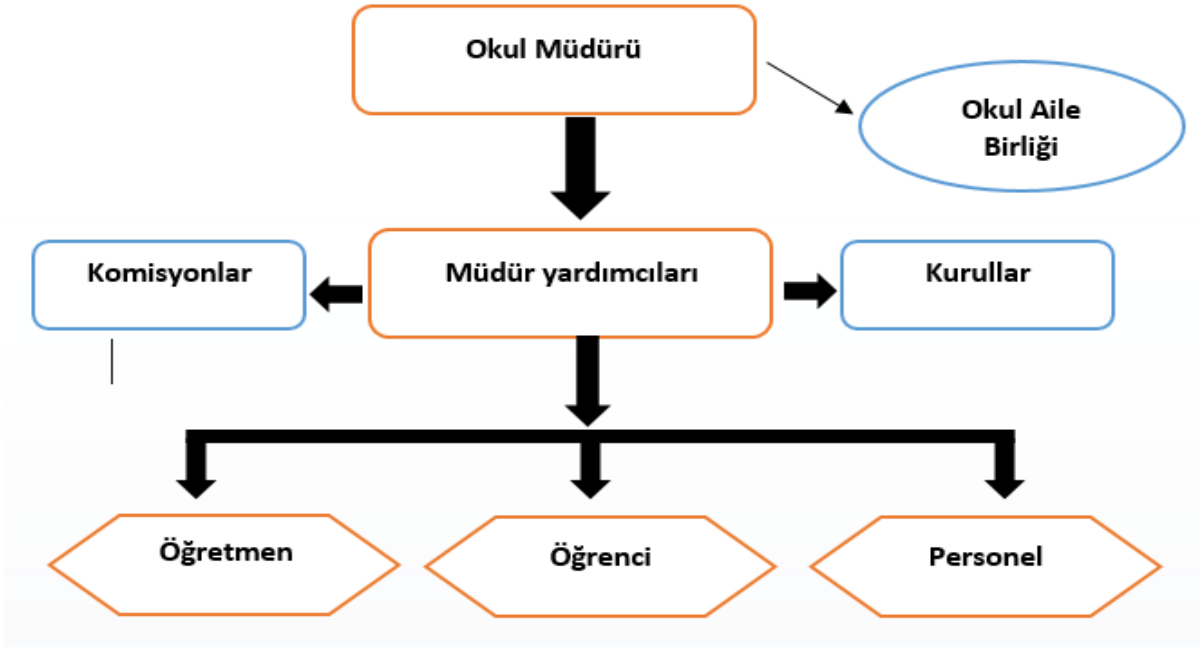 Okul Müdürü
Okul Aile
Birliği
Komisyonlar
Müdür yardımcıları
Kurullar
Öğretmen
Öğrenci
Personel